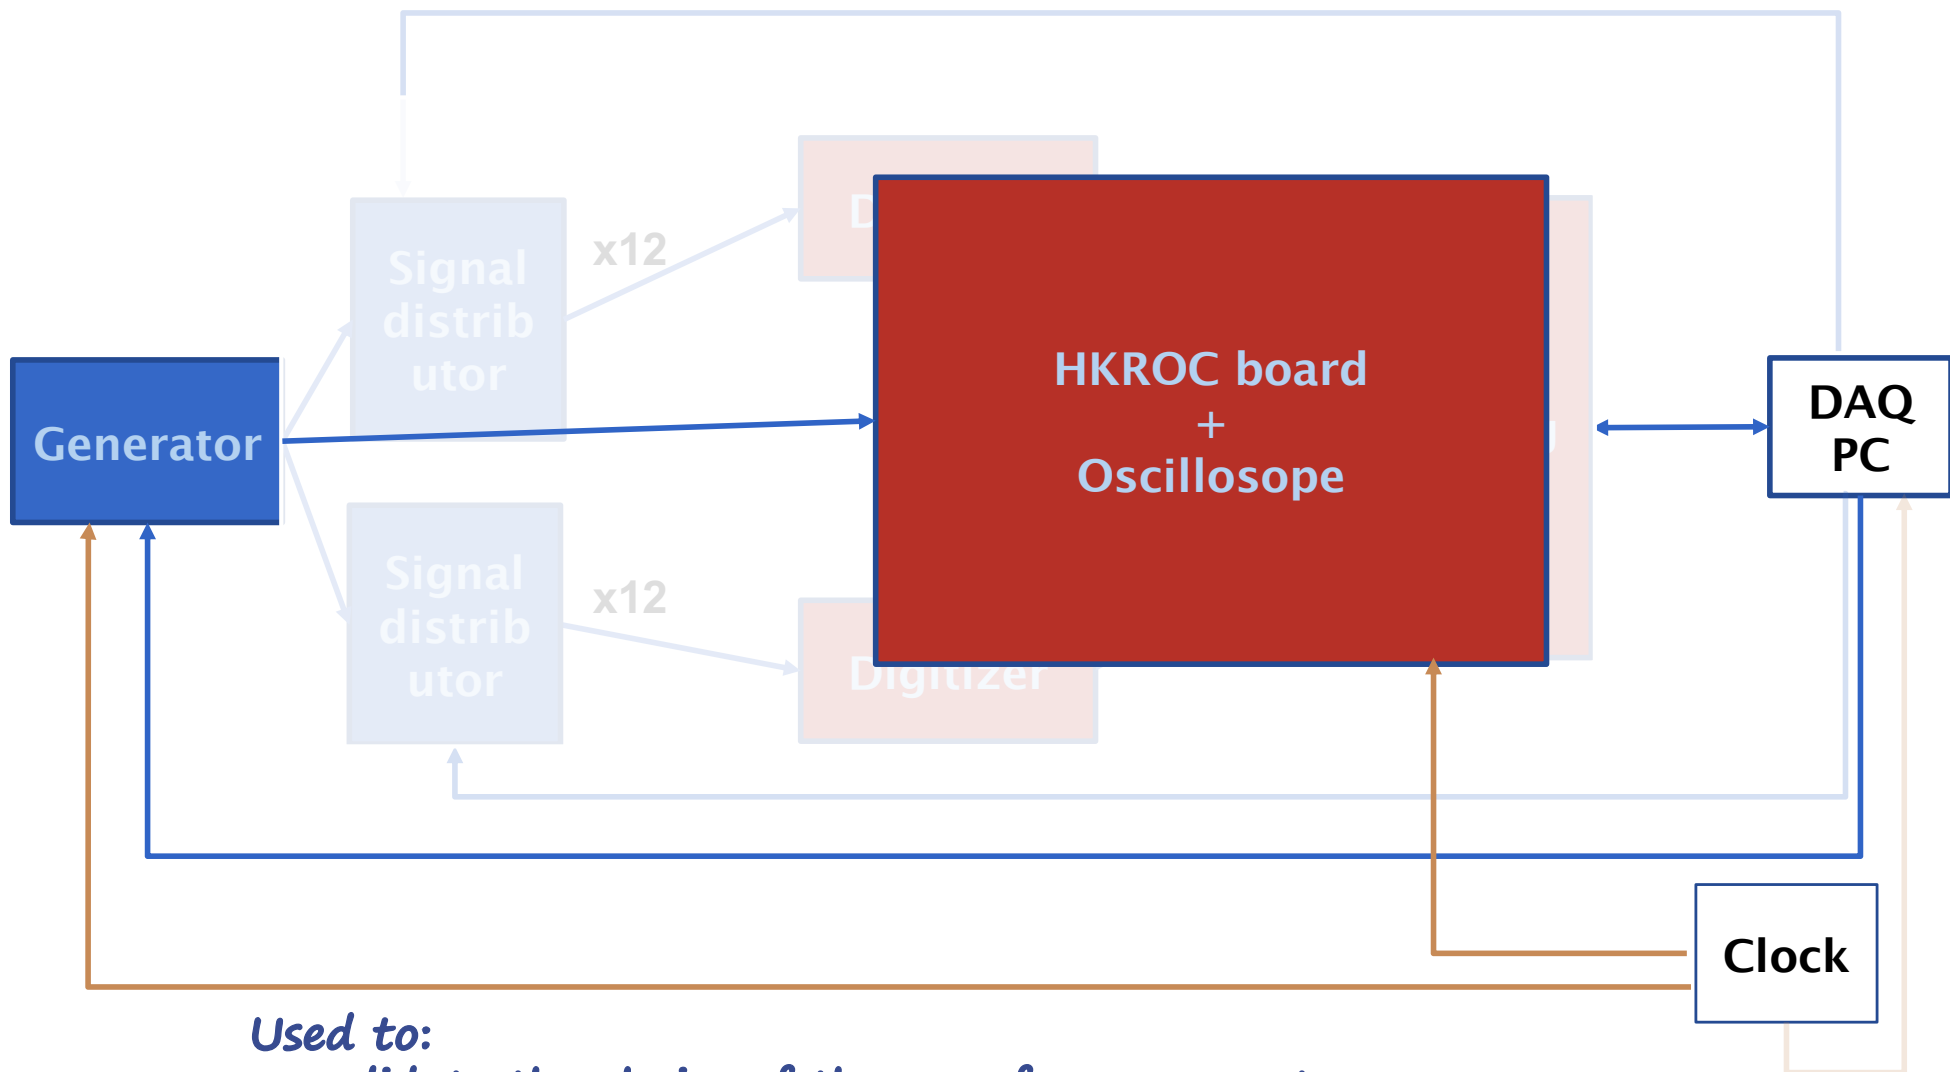 Signal
distrib
utor
x12
HKROC board
+
Oscillosope
Generator
DAQ
PC
Signal
distrib
utor
x12
Digitizer
Clock
Used to: